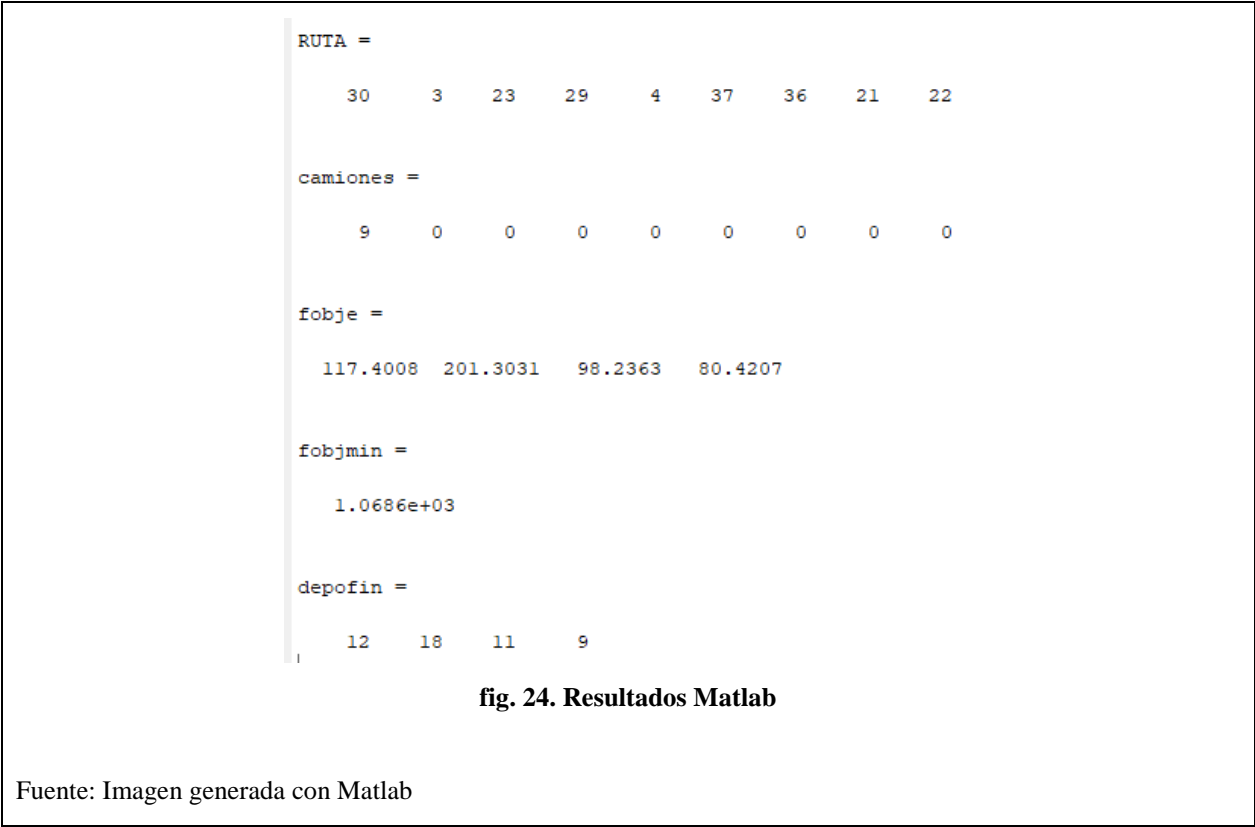 RUTA =
30 3 23 29 4 37 36 21 22
camiones =
9 0 0 0 0 0 0 0 0
fobje =
117.4008 201.3031 98.2363 80.4207
fobjmin =
1.0686e+03
depofin =
12 18 11 9
fig. 24. Resultados Matlab
Fuente: Imagen generada con Matlab